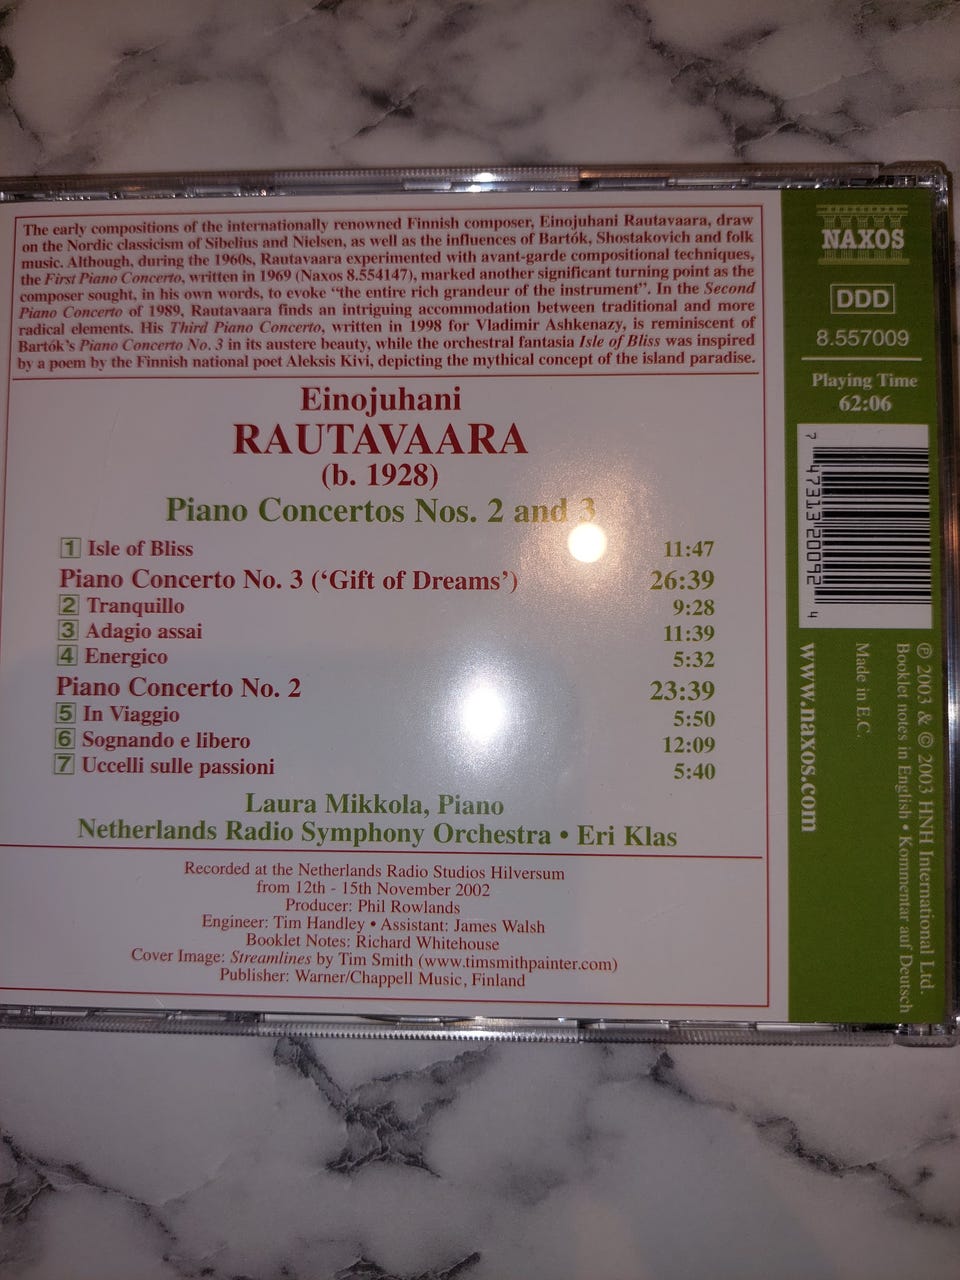 The early compositions of the internationally renowned Finnish composer, Einojuhani Rautavaara, draw
on the Nordic classicism of Sibelius and Nielsen, as well as the influences of Bartók, Shostakovich and folk
music. Although, during the 1960s, Rautavaara experimented with avant-garde compositional techniques,
the First Piano Concerto, written in 1969 (Naxos 8.554147), marked another significant turning point as the
composer sought, in his own words, to evoke “the entire rich grandeur of the instrument”. In the Second
Piano Concerto of 1989, Rautavaara finds an intriguing accommodation between traditional and more
radical elements. His Third Piano Concerto, written in 1998 for Vladimir Ashkenazy, is reminiscent of
Bartók’s Piano Concerto No. 3 in its austere beauty, while the orchestral fantasia Isle of Bliss was inspired
by a poem by the Finnish national poet Aleksis Kivi, depicting the mythical concept of the island paradise.
Einojuhani
RAUTAVAARA
(b. 1928)
Piano Concertos Nos. 2 and 3
1 Isle of Bliss 11:47
Piano Concerto No. 3 (‘Gift of Dreams’) 26:39
2 Tranquillo 9:28
3 Adagio assai 11:39
4 Energico 5:32
Piano Concerto No. 2 23:39
5 In Viaggio 5:50
6 Sognando e libero 12:09
7 Uccelli sulle passioni 5:40
Laura Mikkola, Piano
Netherlands Radio Symphony Orchestra • Eri Klas
Recorded at the Netherlands Radio Studios Hilversum
from 12th - 15th November 2002
Producer: Phil Rowlands
Engineer: Tim Handley • Assistant: James Walsh
Booklet Notes: Richard Whitehouse
Cover Image: Streamlines by Tim Smith (www.timsmithpainter.com)
Publisher: Warner/Chappell Music, Finland
NAXOS
DDD
8.557009
Playing Time
62:06
7 47313 20092 4
℗ 2003 & © 2003 HNH International Ltd.
Booklet notes in English • Kommentar auf Deutsch
Made in E.C.
www.naxos.com